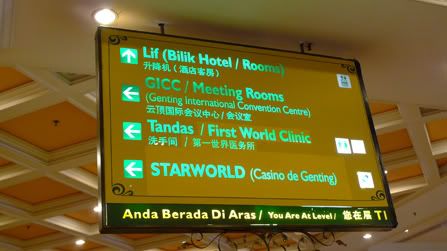 Lif (Bilik Hotel / Rooms)
升降机 (酒店客房)
GICC / Meeting Rooms
(Genting International Convention Centre)
云顶国际会议中心 / 会议室
Tandas / First World Clinic
洗手间 / 第一世界医务所
STARWORLD (Casino de Genting)
Anda Berada Di Aras / You Are At Level / 您在层 T1